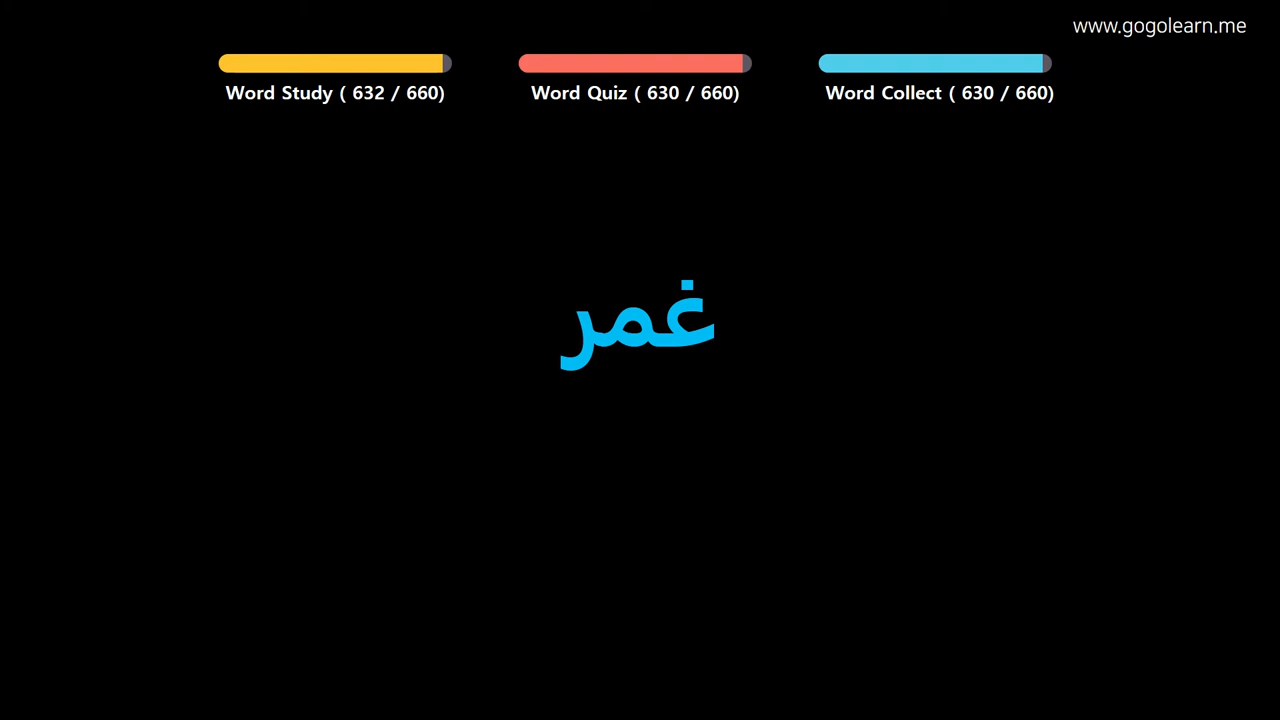 www.gogolearn.me
Word Study ( 632 / 660)
Word Quiz ( 630 / 660)
Word Collect ( 630 / 660)
غمر